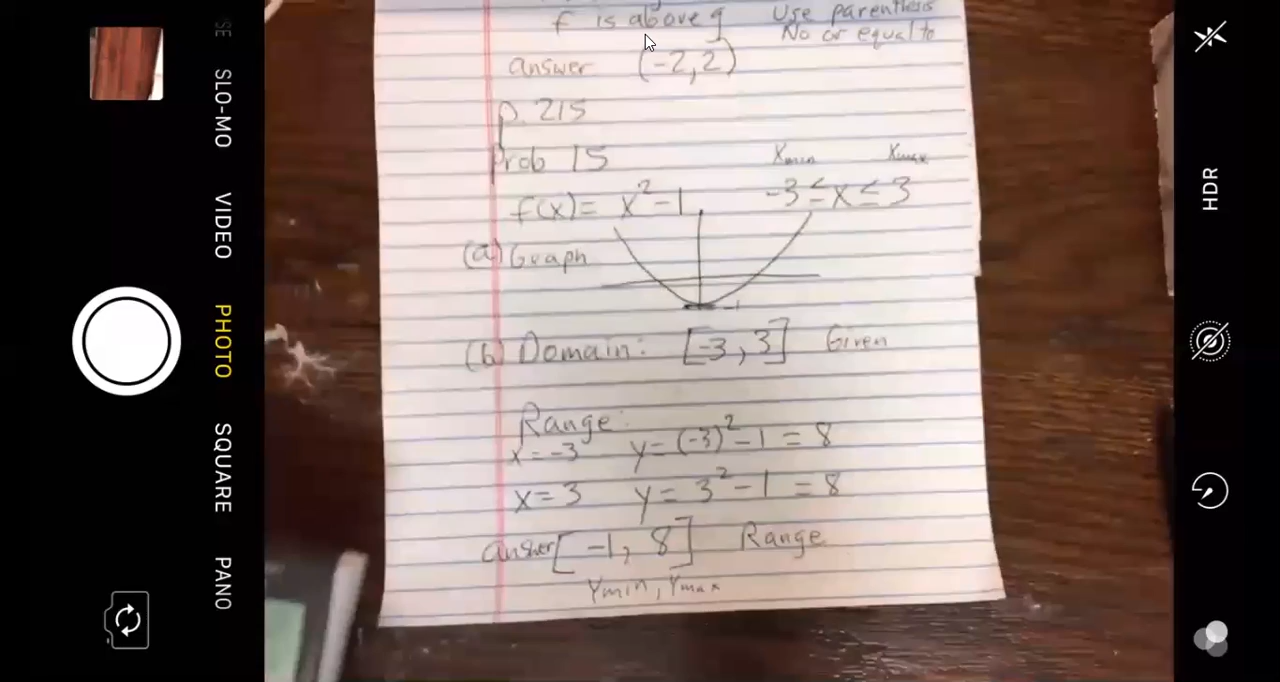 f is above g Use parenthesis
No or equal to
answer (-2,2)
p. 215
Prob 15
Xmin Xmax
f(x) = x²-1 -3 ≤ x ≤ 3
(a) Graph
-1
(b) Domain: [-3, 3] Given
Range:
x = -3 y = (-3)² - 1 = 8
x = 3 y = 3² - 1 = 8
answer [-1, 8] Range
Ymin, Ymax
SLO-MO
VIDEO
PHOTO
SQUARE
PANO
HDR